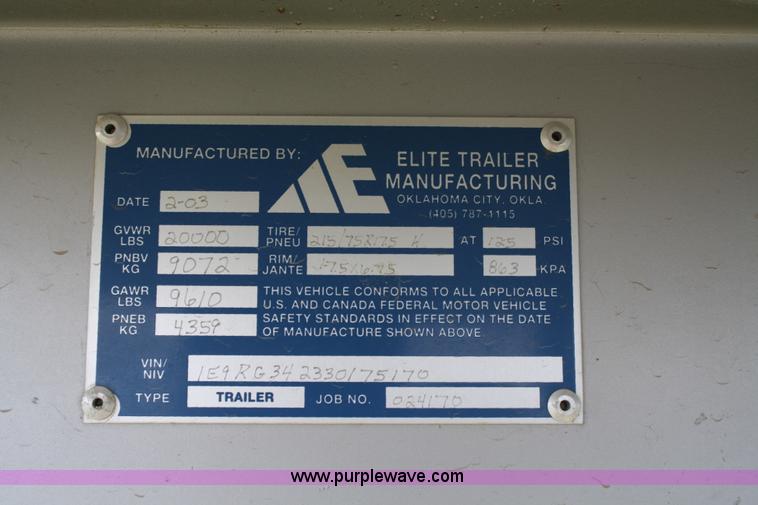 MANUFACTURED BY:
ELITE TRAILER
MANUFACTURING
OKLAHOMA CITY, OKLA.
(405) 787-4115
DATE 2-03
GVWR LBS 20000 TIRE/PNEU 215/75R17.5 H AT 125 PSI
PNBV KG 9072 RIM/JANTE 17.5X6.75 863 KPA
GAWR LBS 9610
PNEB KG 4359
THIS VEHICLE CONFORMS TO ALL APPLICABLE
U.S. AND CANADA FEDERAL MOTOR VEHICLE
SAFETY STANDARDS IN EFFECT ON THE DATE
OF MANUFACTURE SHOWN ABOVE.
VIN/NIV 1E9RG342330175170
TYPE TRAILER JOB NO. 024170
www.purplewave.com